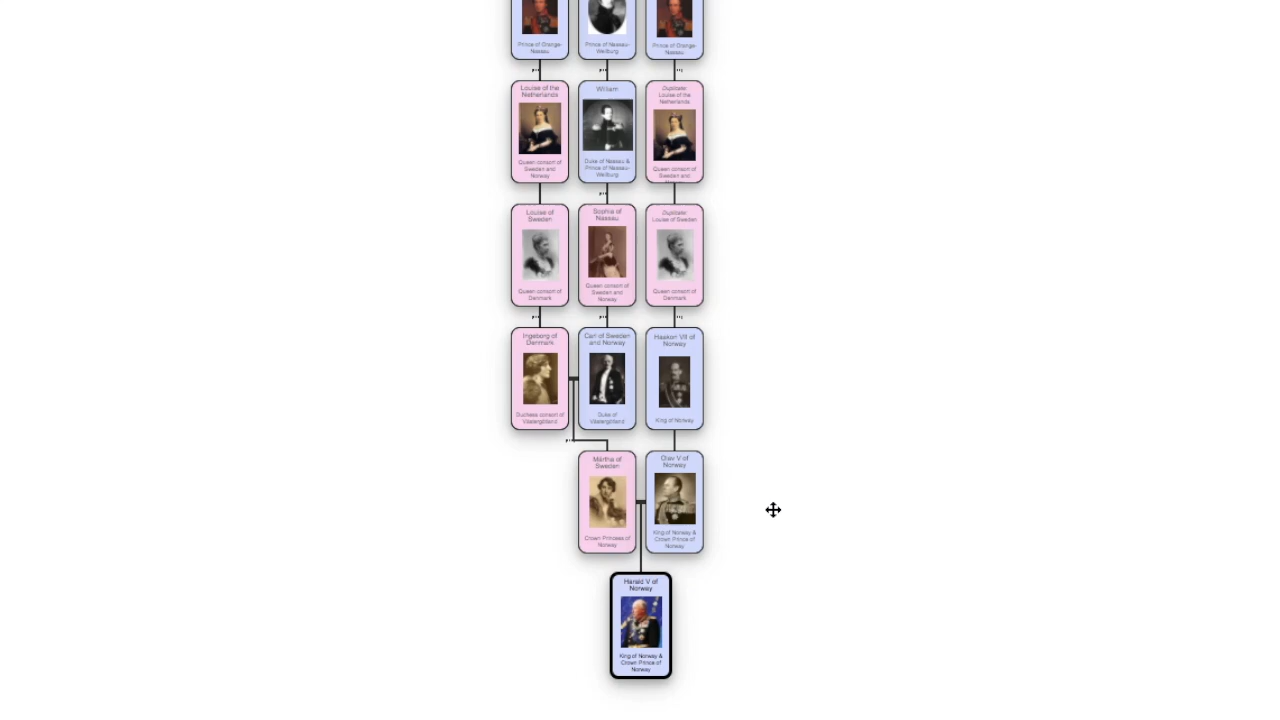 Prince of Orange-
Nassau
Prince of Nassau-
Weilburg
Prince of Orange-
Nassau
Louise of the
Netherlands
Queen consort of
Sweden and
Norway
William
Duke of Nassau &
Prince of Nassau-
Weilburg
Duplicate:
Louise of the
Netherlands
Queen consort of
Sweden and
Norway
Louise of
Sweden
Queen consort of
Denmark
Sophia of
Nassau
Queen consort of
Sweden and
Norway
Duplicate:
Louise of Sweden
Queen consort of
Denmark
Ingeborg of
Denmark
Duchess consort of
Västergötland
Carl of Sweden
and Norway
Duke of
Västergötland
Haakon VII of
Norway
King of Norway
Märtha of
Sweden
Crown Princess of
Norway
Olav V of
Norway
King of Norway &
Crown Prince of
Norway
Harald V of
Norway
King of Norway &
Crown Prince of
Norway